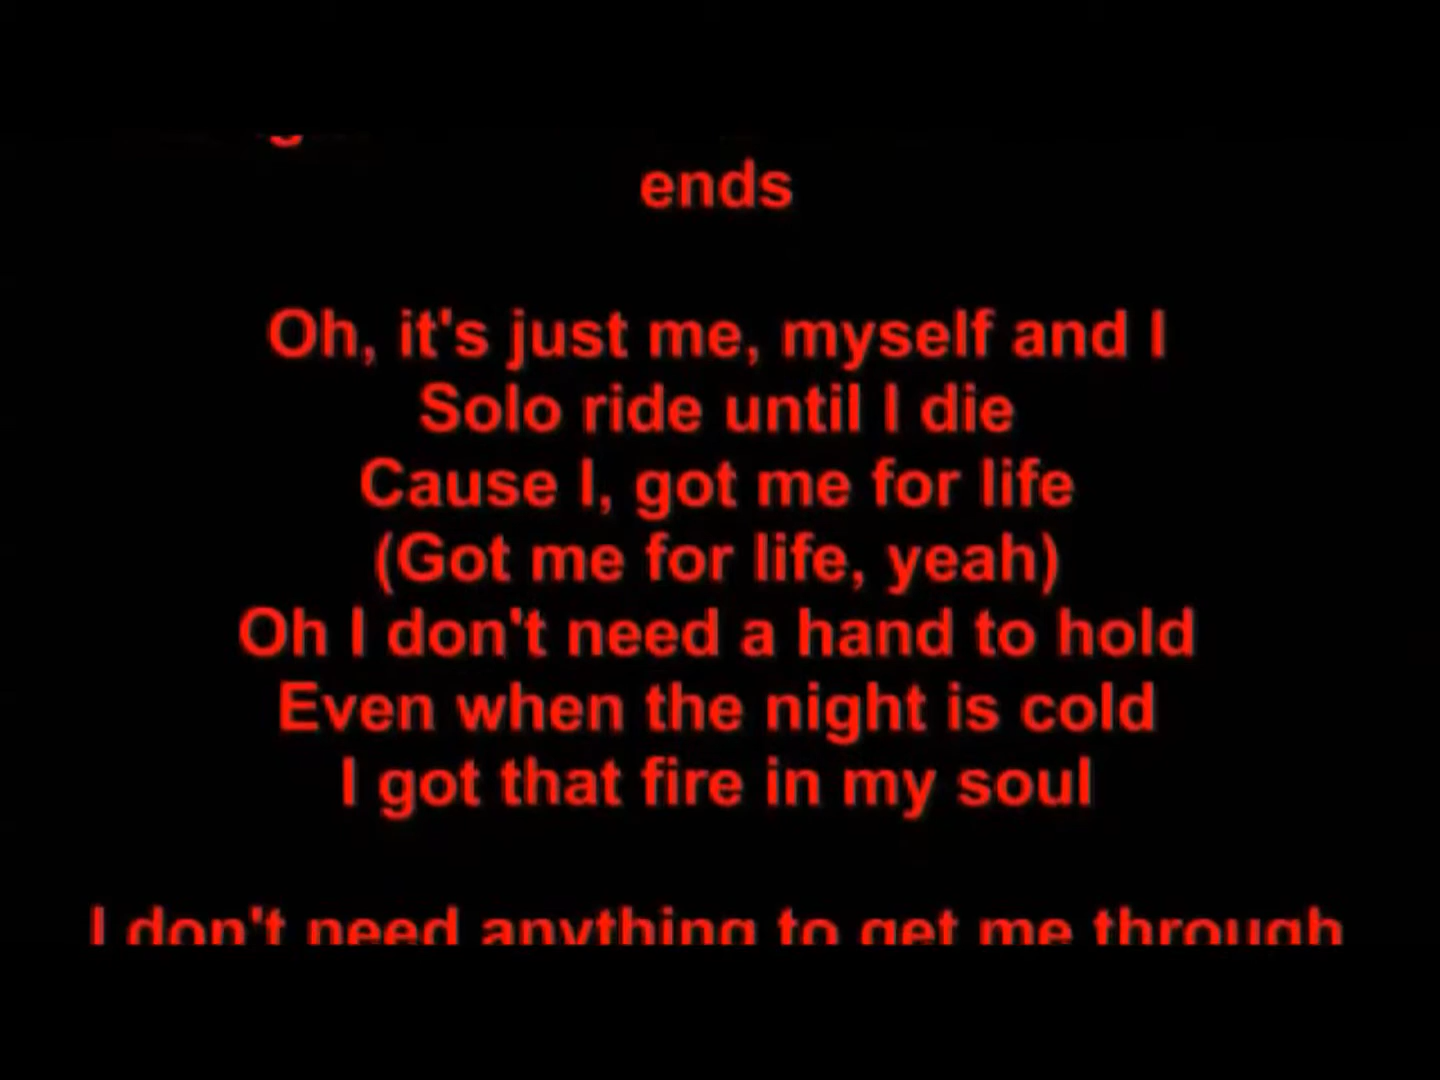 ends
Oh, it's just me, myself and I
Solo ride until I die
Cause I, got me for life
(Got me for life, yeah)
Oh I don't need a hand to hold
Even when the night is cold
I got that fire in my soul
I don't need anything to get me through